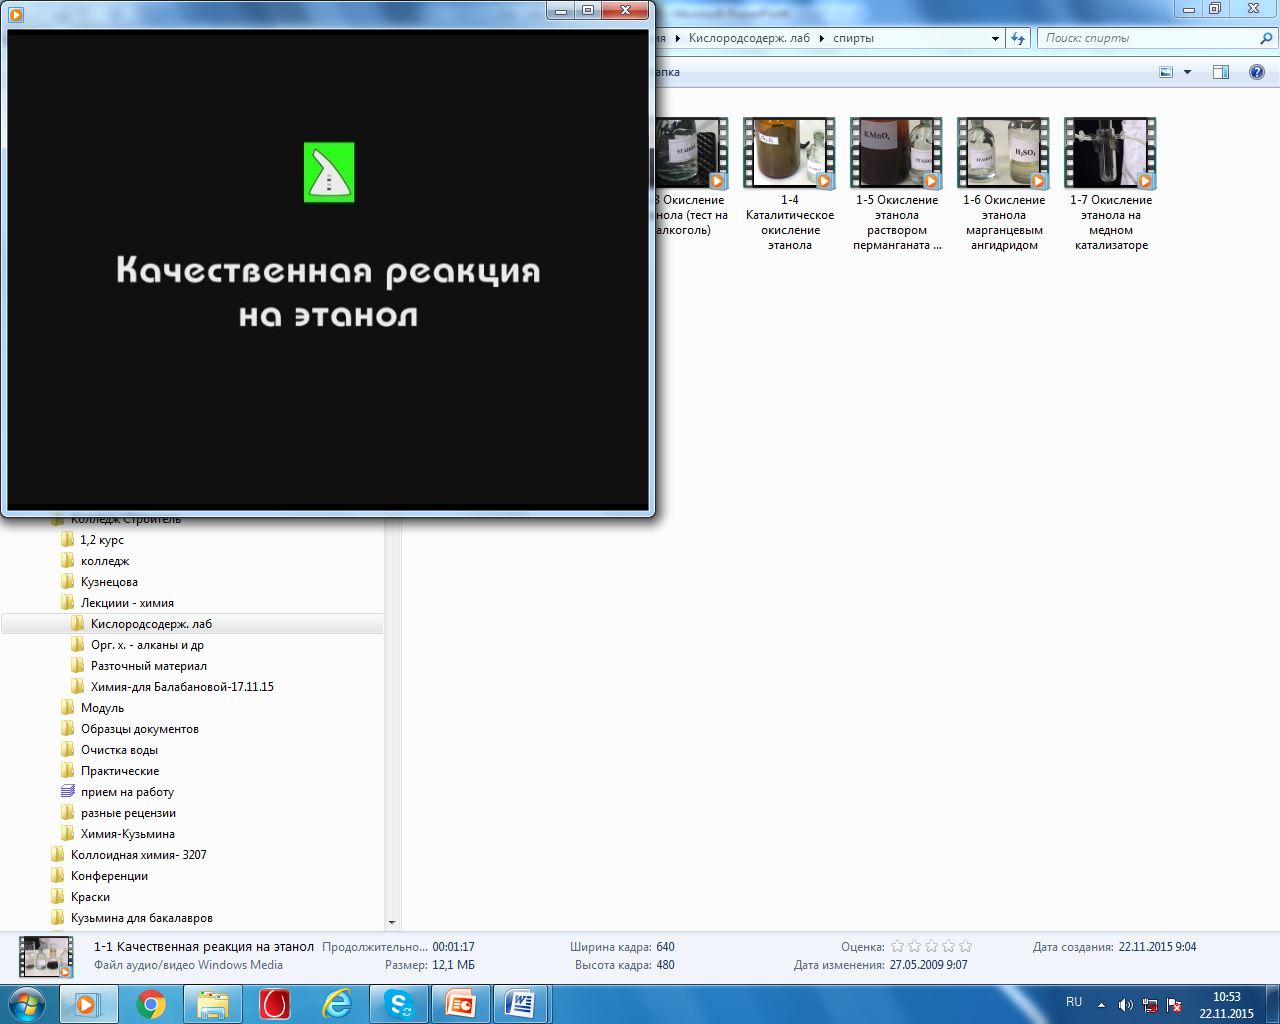 Качественная реакция
на этанол
Microsoft PowerPoint
Кислородсодерж. лаб
спирты
Поиск: спирты
KMnO₄
ЭТАНОЛ
H₂SO₄
3 Окисление
нола (тест на
алкоголь)
1-4
Каталитическое
окисление
этанола
1-5 Окисление
этанола
раствором
перманганата ...
1-6 Окисление
этанола
марганцевым
ангидридом
1-7 Окисление
этанола на
медном
катализаторе
Колледж Строитель
1,2 курс
колледж
Кузнецова
Лекциии - химия
Кислородсодерж. лаб
Орг. х. - алканы и др
Разточный материал
Химия-для Балабановой-17.11.15
Модуль
Образцы документов
Очистка воды
Практические
прием на работу
разные рецензии
Химия-Кузьмина
Коллоидная химия- 3207
Конференции
Краски
Кузьмина для бакалавров
1-1 Качественная реакция на этанол
Файл аудио/видео Windows Media
Продолжительно... 00:01:17
Размер: 12,1 МБ
Ширина кадра: 640
Высота кадра: 480
Оценка:
Дата изменения: 27.05.2009 9:07
Дата создания: 22.11.2015 9:04
RU
10:53
22.11.2015